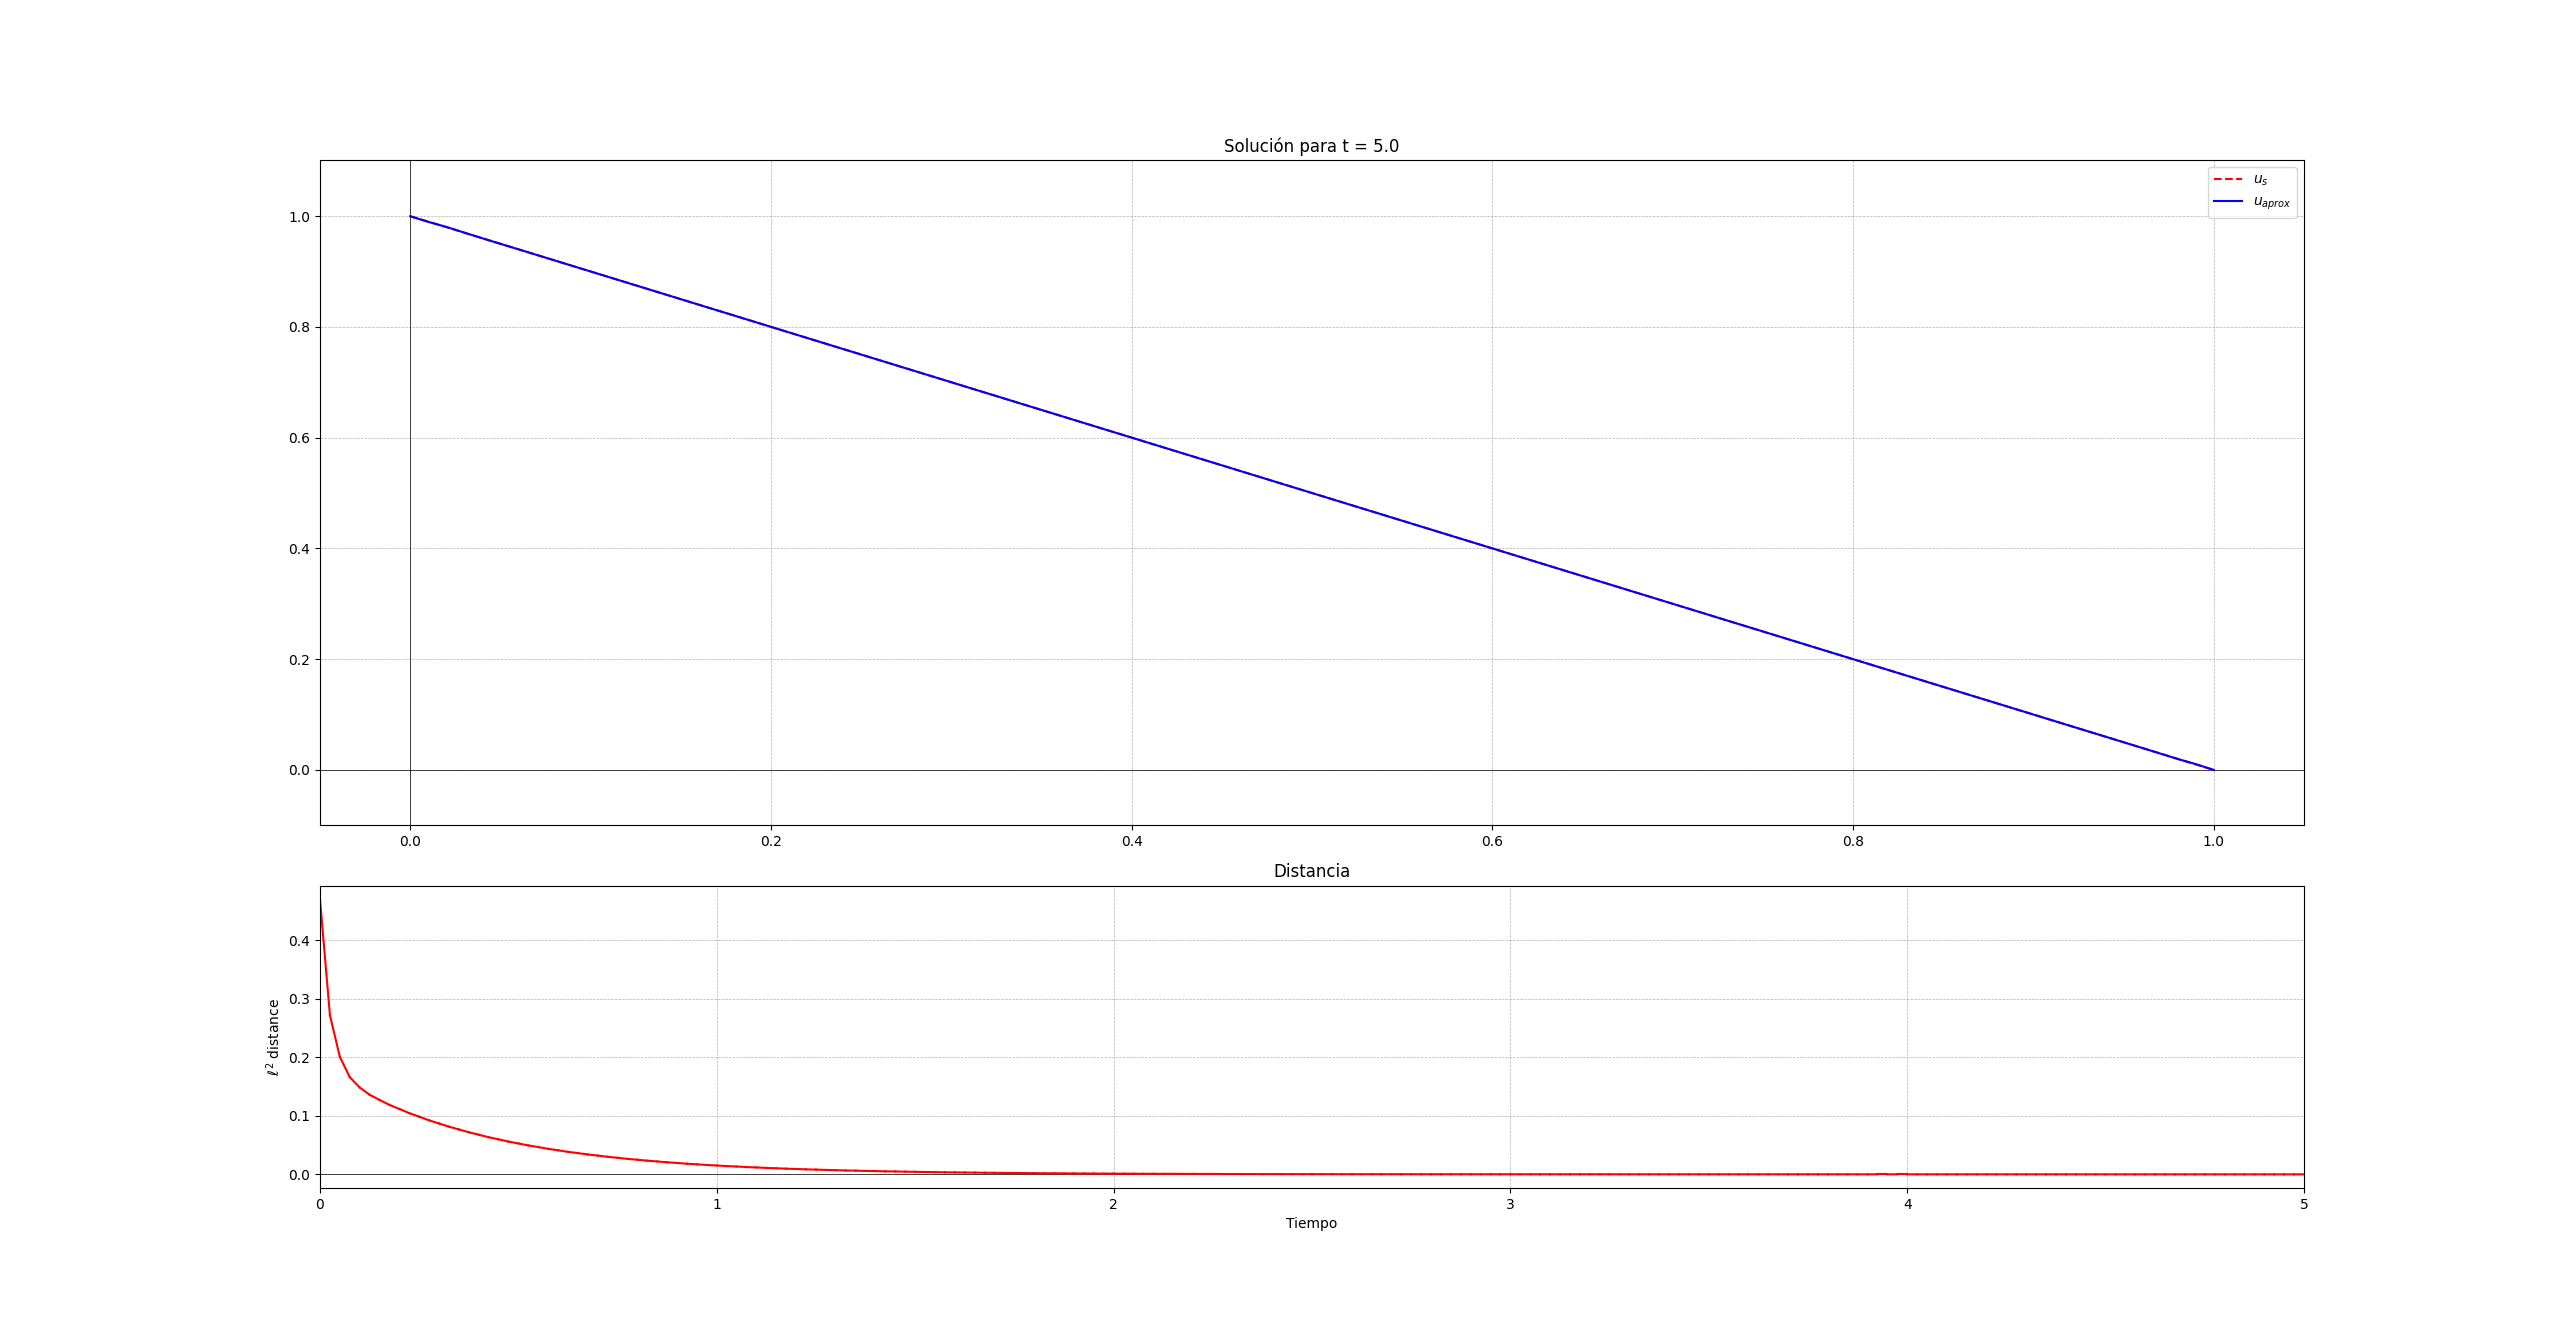 Solución para t = 5.0
u_s
u_aprox
1.0
0.8
0.6
0.4
0.2
0.0
0.0 0.2 0.4 0.6 0.8 1.0
Distancia
ℓ² distance
0.4
0.3
0.2
0.1
0.0
0 1 2 3 4 5
Tiempo